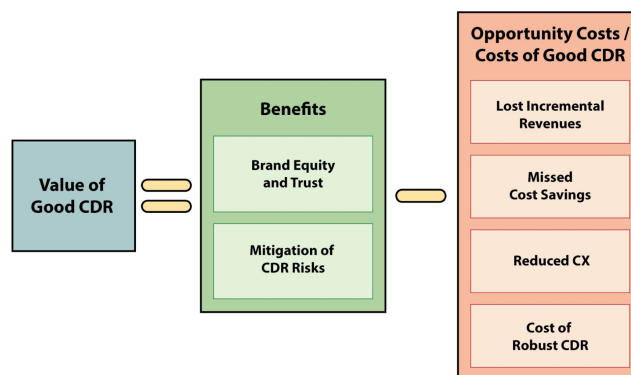 Value of
Good CDR
Benefits
Brand Equity
and Trust
Mitigation of
CDR Risks
Opportunity Costs /
Costs of Good CDR
Lost Incremental
Revenues
Missed
Cost Savings
Reduced CX
Cost of
Robust CDR